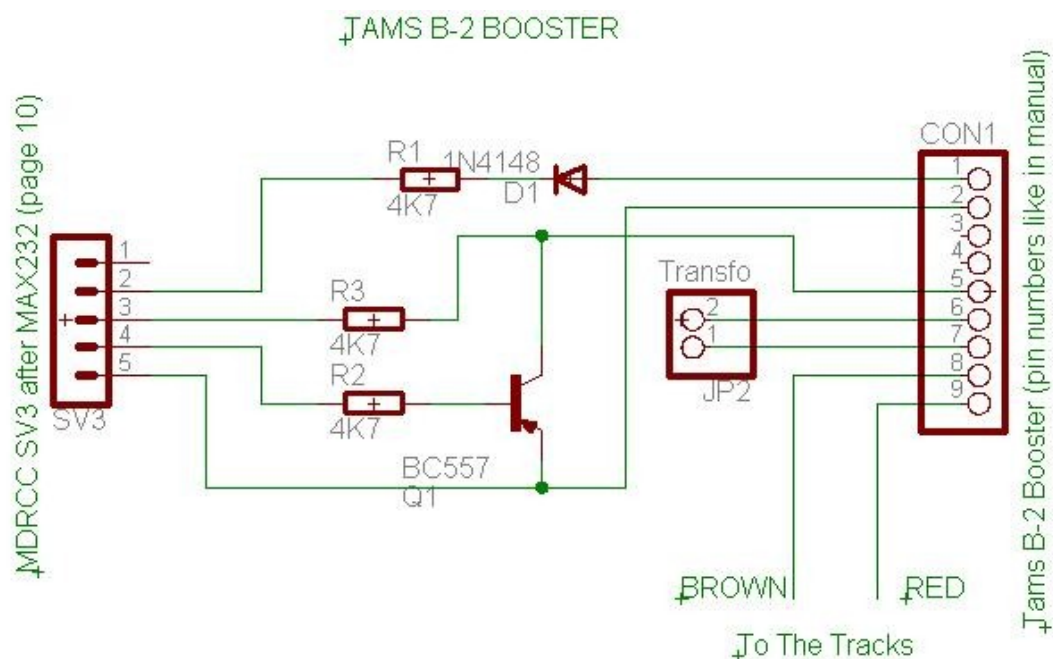 TAMS B-2 BOOSTER
MDRCC SV3 after MAX232 (page 10)
SV3
1
2
3
4
5
R1
4K7
1N4148
D1
R3
4K7
R2
4K7
BC557
Q1
Transfo
2
1
JP2
CON1
1
2
3
4
5
6
7
8
9
Tams B-2 Booster (pin numbers like in manual)
BROWN
RED
To The Tracks